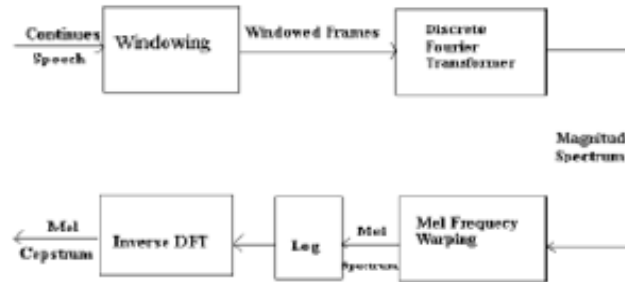 Continues
Speech
Windowing
Windowed Frames
Discrete
Fourier
Transformer
Magnitud
Spectrum
Mel Frequecy
Warping
Mel
Spectrum
Log
Inverse DFT
Mel
Cepstrum